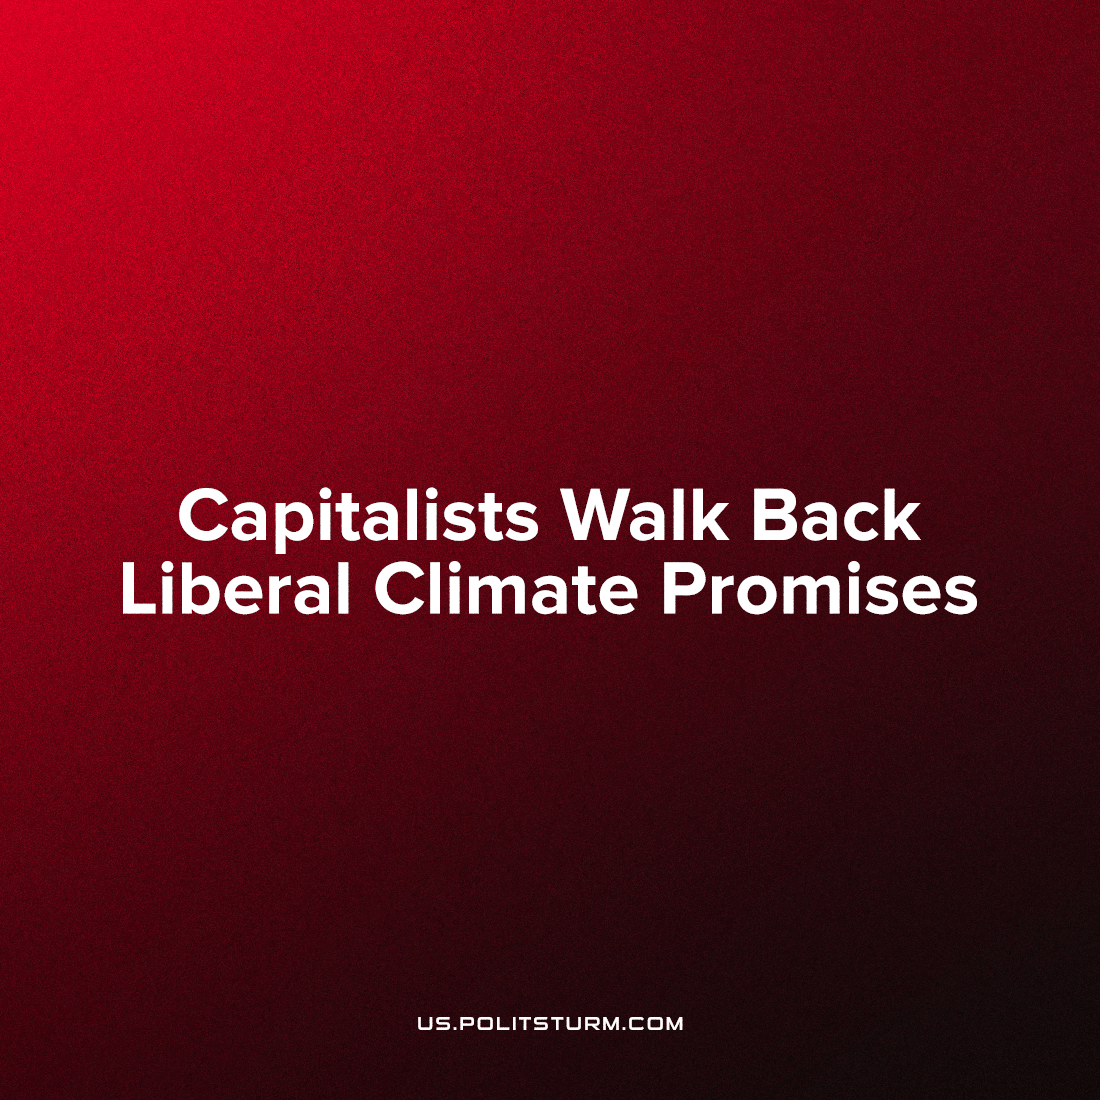 Capitalists Walk Back
Liberal Climate Promises
US.POLITSTURM.COM